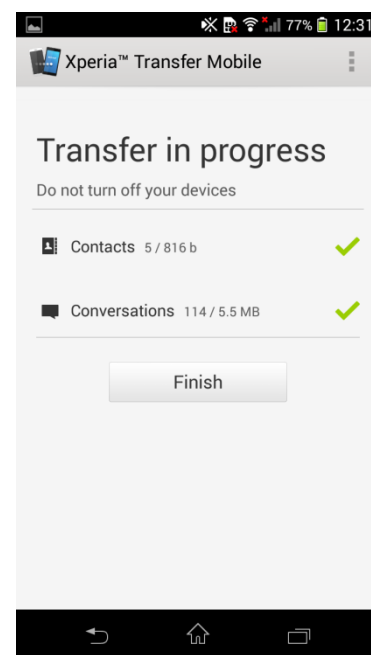 77% 12:31
Xperia™ Transfer Mobile
Transfer in progress
Do not turn off your devices
Contacts 5 / 816 b
Conversations 114 / 5.5 MB
Finish